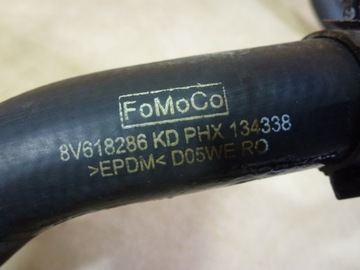 FoMoCo
8V618286 KD PHX 134338
>EPDM< D05WE RO